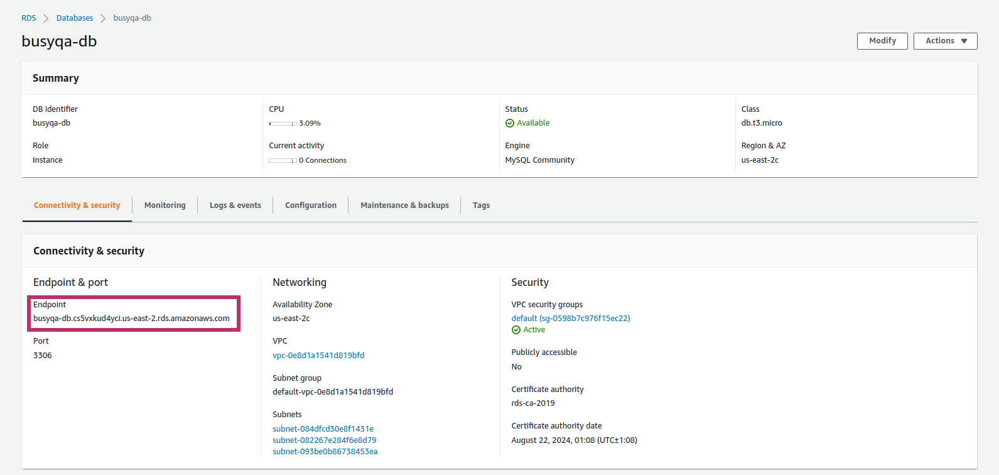 RDS > Databases > busyqa-db
busyqa-db
Modify
Actions
Summary
DB identifier
busyqa-db
CPU
3.09%
Status
Available
Class
db.t3.micro
Role
Instance
Current activity
0 Connections
Engine
MySQL Community
Region & AZ
us-east-2c
Connectivity & security
Monitoring
Logs & events
Configuration
Maintenance & backups
Tags
Connectivity & security
Endpoint & port
Endpoint
busyqa-db.cs5vxkud4yci.us-east-2.rds.amazonaws.com
Port
3306
Networking
Availability Zone
us-east-2c
VPC
vpc-0e8d1a1541d819bfd
Subnet group
default-vpc-0e8d1a1541d819bfd
Subnets
subnet-084dfcd30e8f1431e
subnet-082267e284f6e8d79
subnet-093be0b86738453ea
Security
VPC security groups
default (sg-0598b7c976f15ec22)
Active
Publicly accessible
No
Certificate authority
rds-ca-2019
Certificate authority date
August 22, 2024, 01:08 (UTC±1:08)